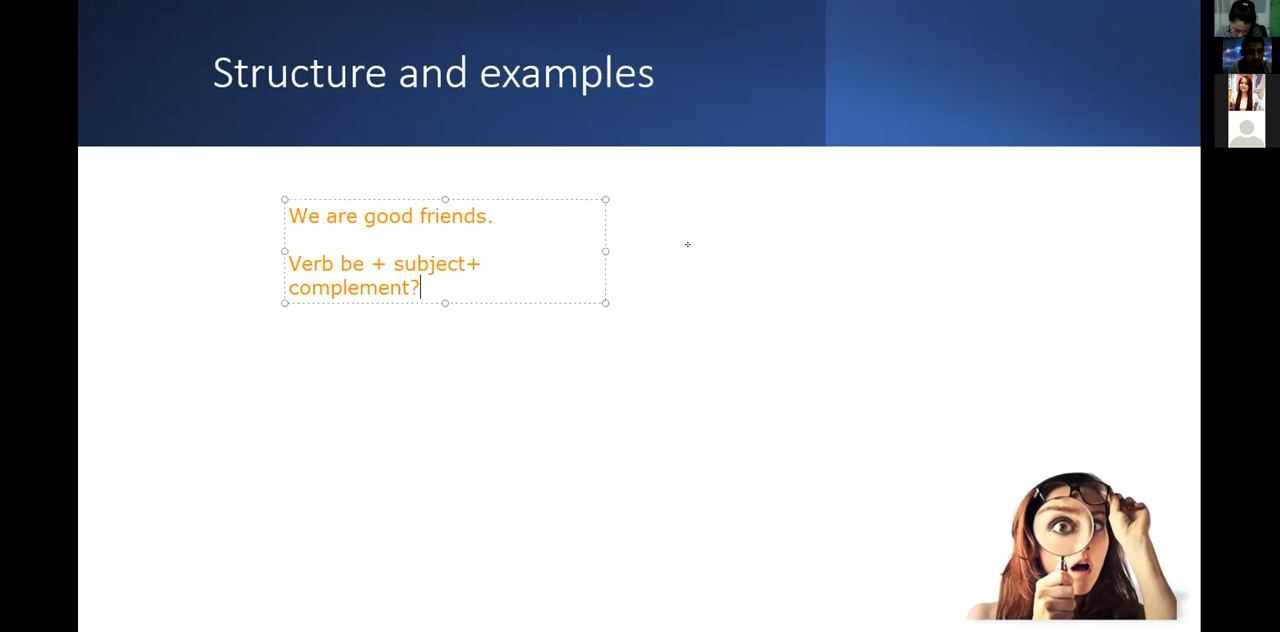 Structure and examples
We are good friends.
Verb be + subject+
complement?